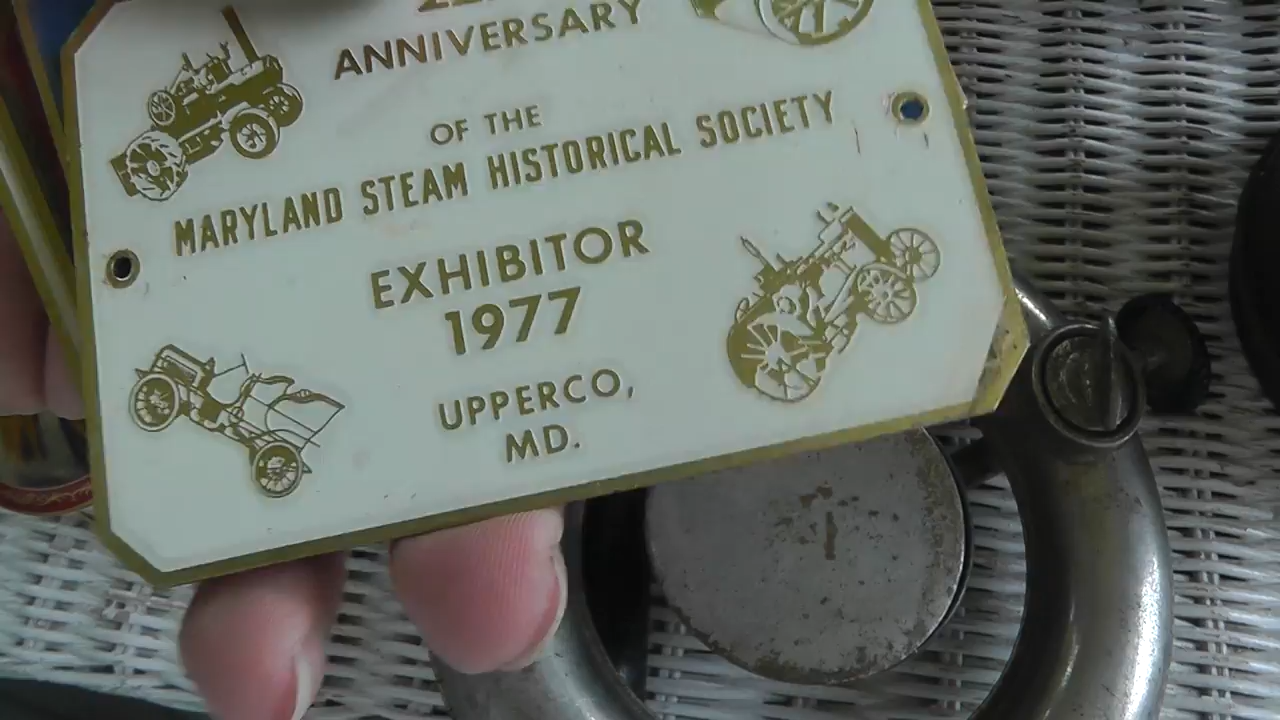 ANNIVERSARY
OF THE
MARYLAND STEAM HISTORICAL SOCIETY
EXHIBITOR
1977
UPPERCO,
MD.